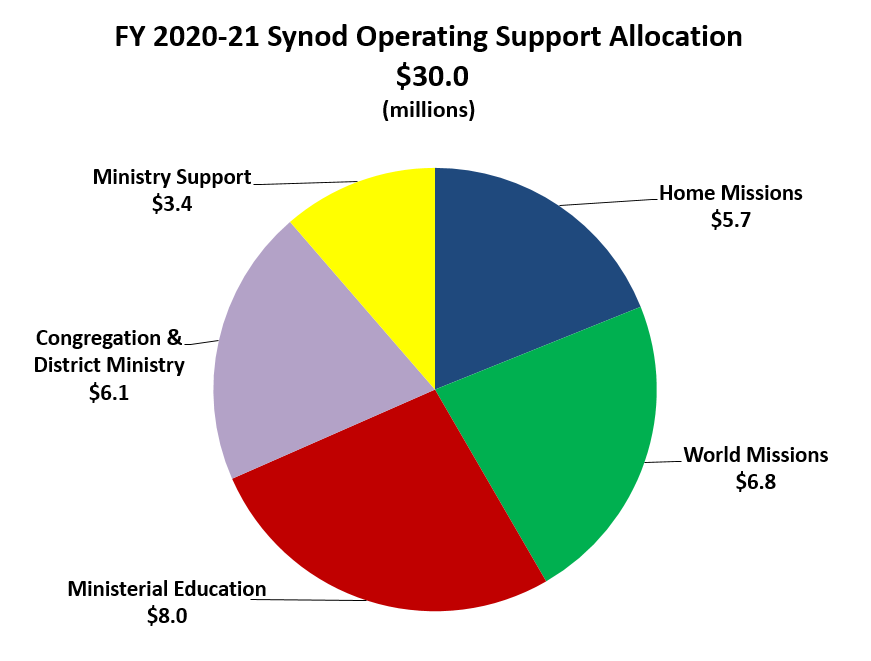 FY 2020-21 Synod Operating Support Allocation
$30.0
(millions)
Ministry Support
$3.4
Home Missions
$5.7
Congregation &
District Ministry
$6.1
World Missions
$6.8
Ministerial Education
$8.0